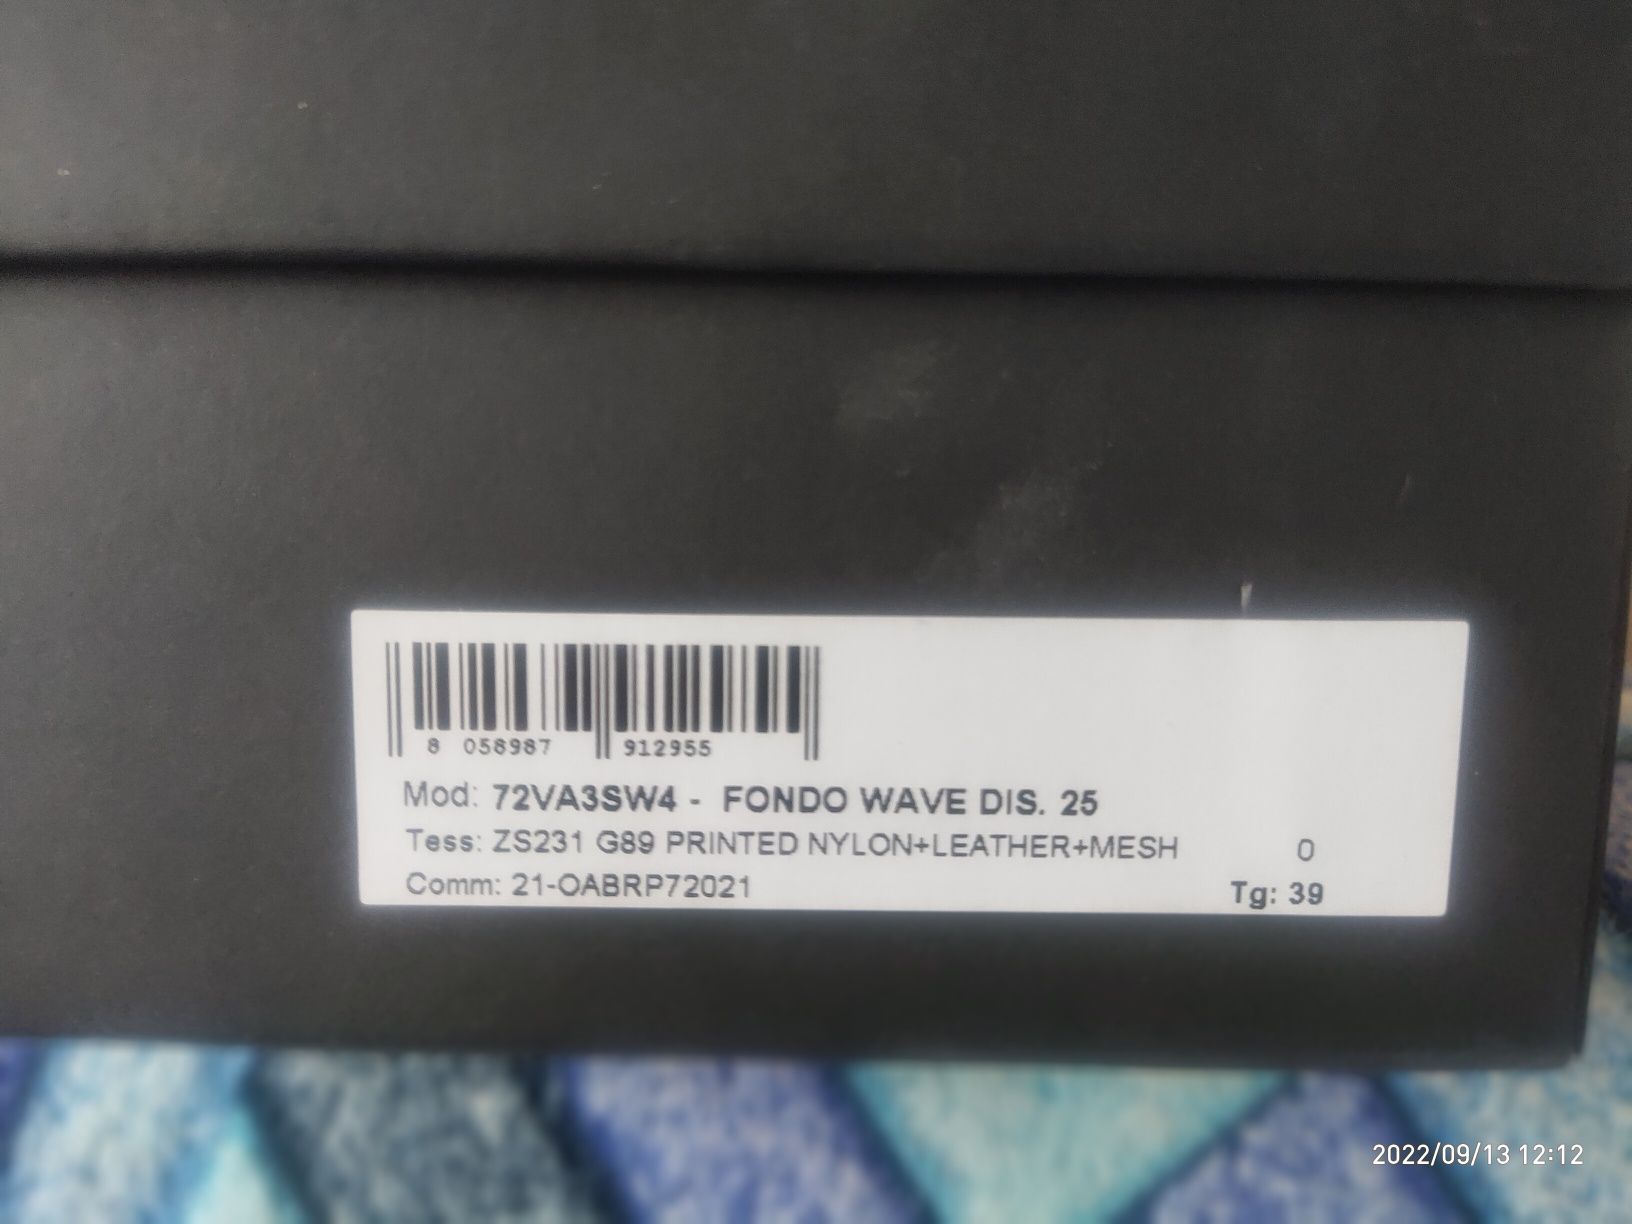 8 058987 912955
Mod: 72VA3SW4 - FONDO WAVE DIS. 25
Tess: ZS231 G89 PRINTED NYLON+LEATHER+MESH 0
Comm: 21-OABRP72021 Tg: 39
2022/09/13 12:12